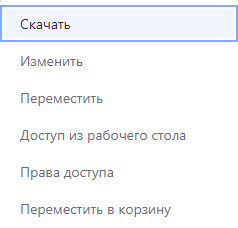 Скачать
Изменить
Переместить
Доступ из рабочего стола
Права доступа
Переместить в корзину